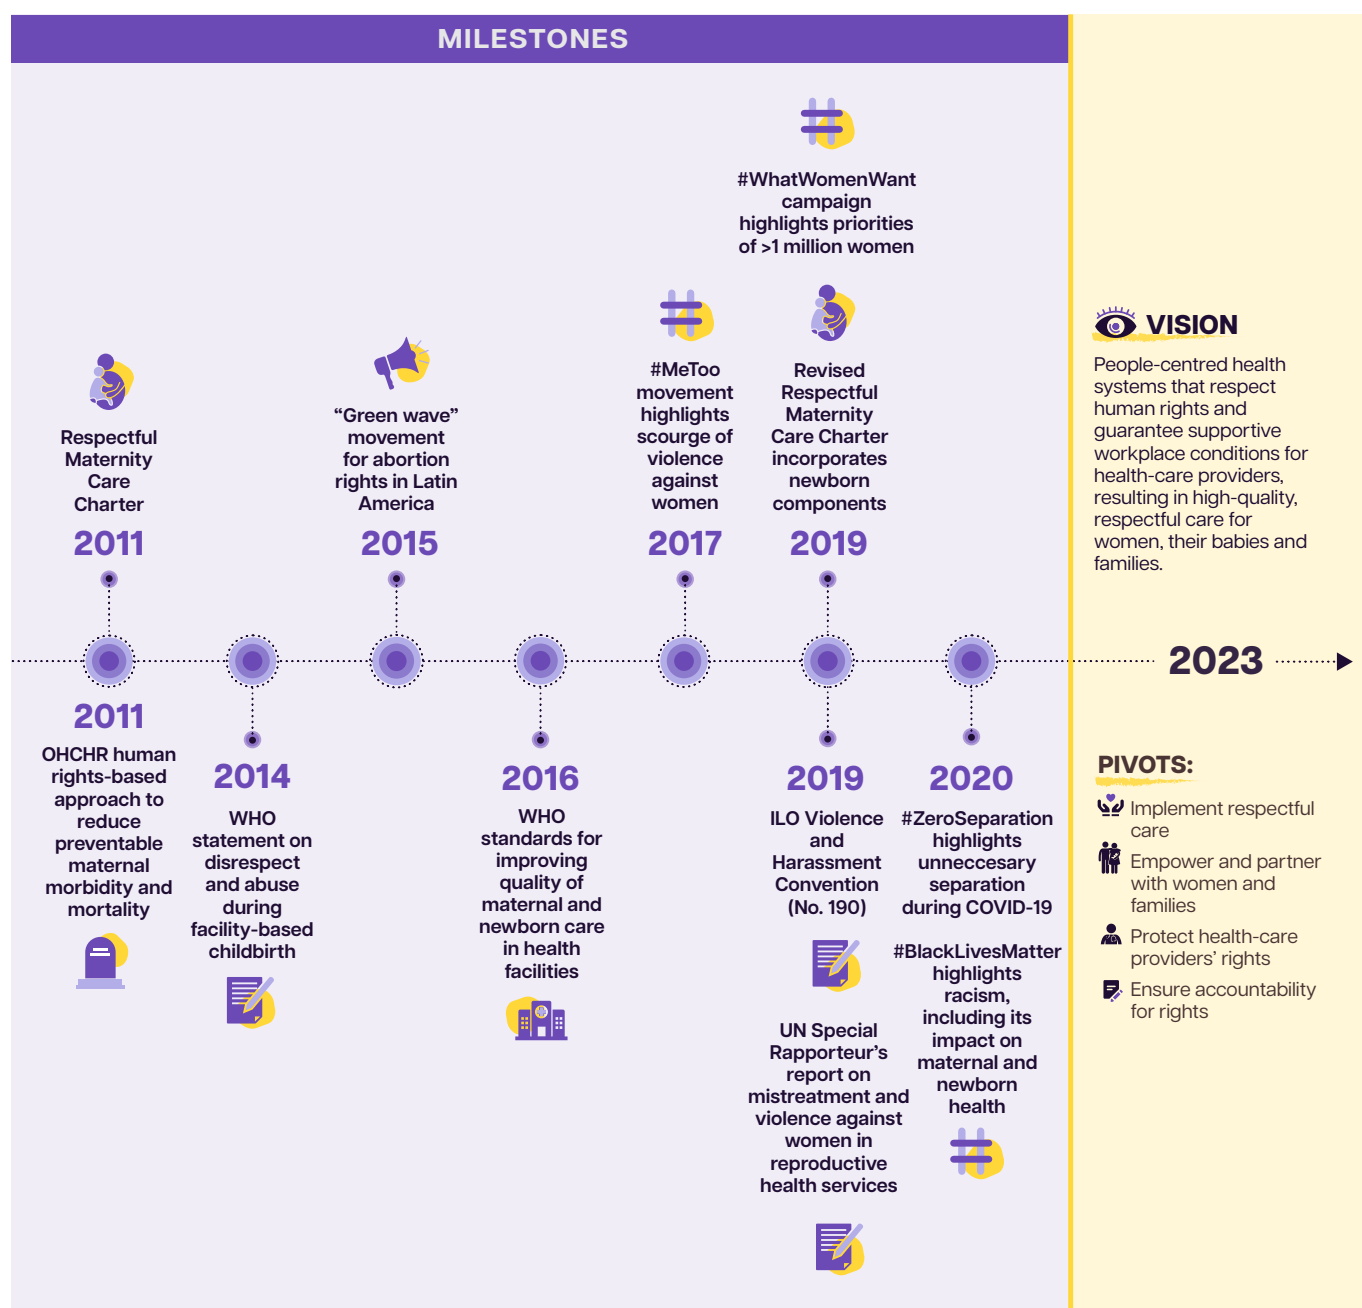 MILESTONES
#WhatWomenWant
campaign
highlights priorities
of >1 million women
Respectful
Maternity
Care
Charter
2011
“Green wave”
movement
for abortion
rights in Latin
America
2015
#MeToo
movement
highlights
scourge of
violence
against
women
2017
Revised
Respectful
Maternity
Care Charter
incorporates
newborn
components
2019
2011
OHCHR human
rights-based
approach to
reduce
preventable
maternal
morbidity and
mortality
2014
WHO
statement on
disrespect
and abuse
during
facility-based
childbirth
2016
WHO
standards for
improving
quality of
maternal and
newborn care
in health
facilities
2019
ILO Violence
and
Harassment
Convention
(No. 190)
UN Special
Rapporteur’s
report on
mistreatment and
violence against
women in
reproductive
health services
2020
#ZeroSeparation
highlights
unneccesary
separation
during COVID-19
#BlackLivesMatter
highlights
racism,
including its
impact on
maternal and
newborn
health
VISION
People-centred health
systems that respect
human rights and
guarantee supportive
workplace conditions for
health-care providers,
resulting in high-quality,
respectful care for
women, their babies and
families.
2023
PIVOTS:
Implement respectful
care
Empower and partner
with women and
families
Protect health-care
providers’ rights
Ensure accountability
for rights